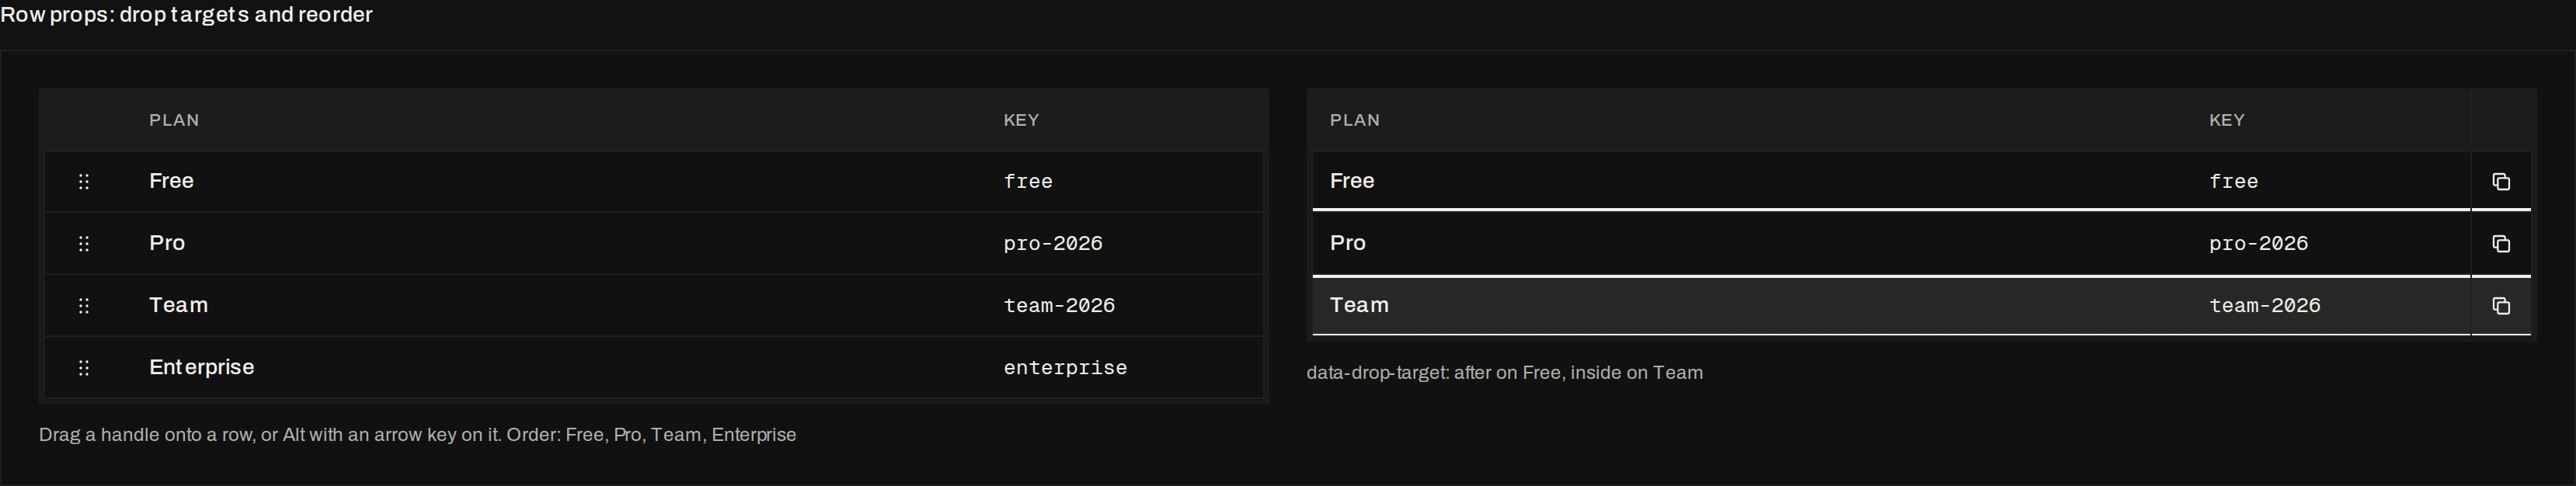 Row props: drop targets and reorder
PLAN KEY
Free free
Pro pro-2026
Team team-2026
Enterprise enterprise
Drag a handle onto a row, or Alt with an arrow key on it. Order: Free, Pro, Team, Enterprise
PLAN KEY
Free free
Pro pro-2026
Team team-2026
data-drop-target: after on Free, inside on Team